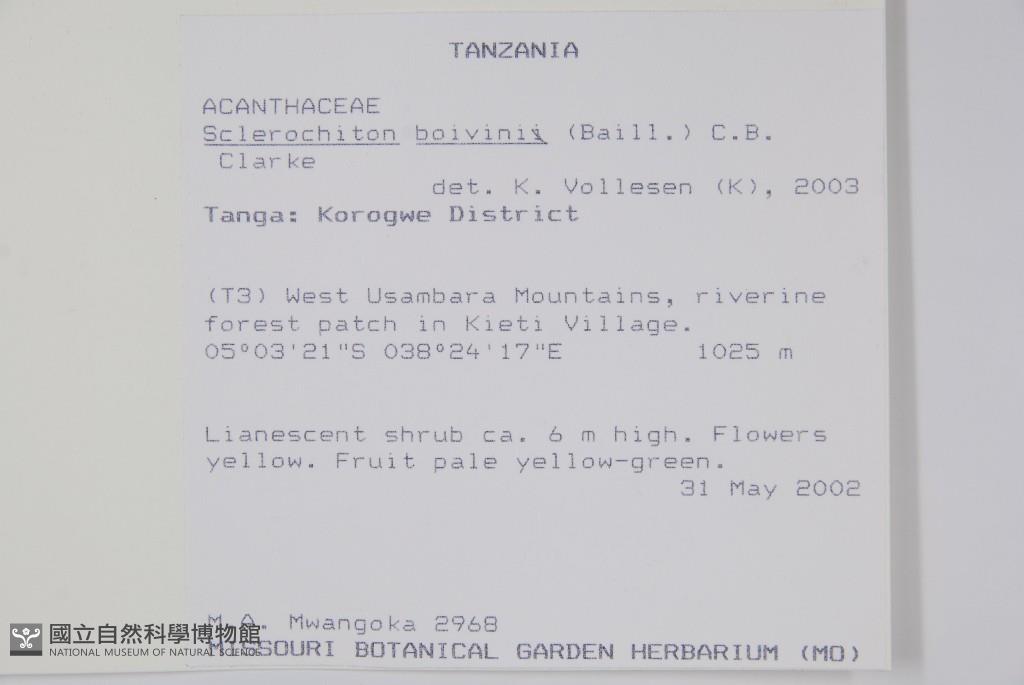 TANZANIA
ACANTHACEAE
Sclerochiton boivinii (Baill.) C.B.
Clarke
det. K. Vollesen (K), 2003
Tanga: Korogwe District
(T3) West Usambara Mountains, riverine
forest patch in Kieti Village.
05°03'21"S 038°24'17"E 1025 m
Lianescent shrub ca. 6 m high. Flowers
yellow. Fruit pale yellow-green.
31 May 2002
M.A. Mwangoka 2968
MISSOURI BOTANICAL GARDEN HERBARIUM (MO)
國立自然科學博物館
NATIONAL MUSEUM OF NATURAL SCIENCE